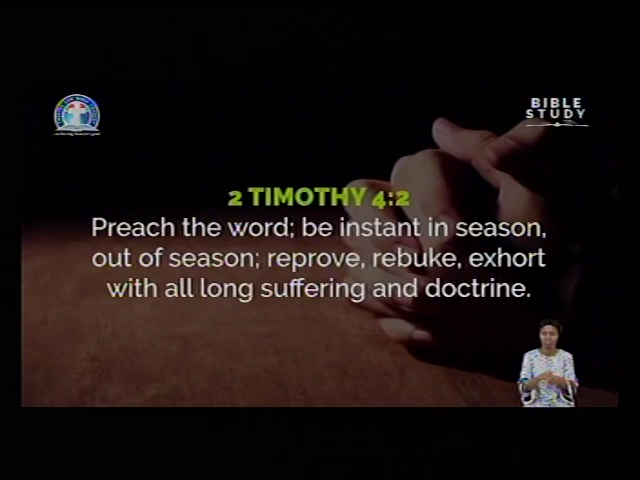 BIBLE
STUDY
2 TIMOTHY 4:2
Preach the word; be instant in season,
out of season; reprove, rebuke, exhort
with all long suffering and doctrine.